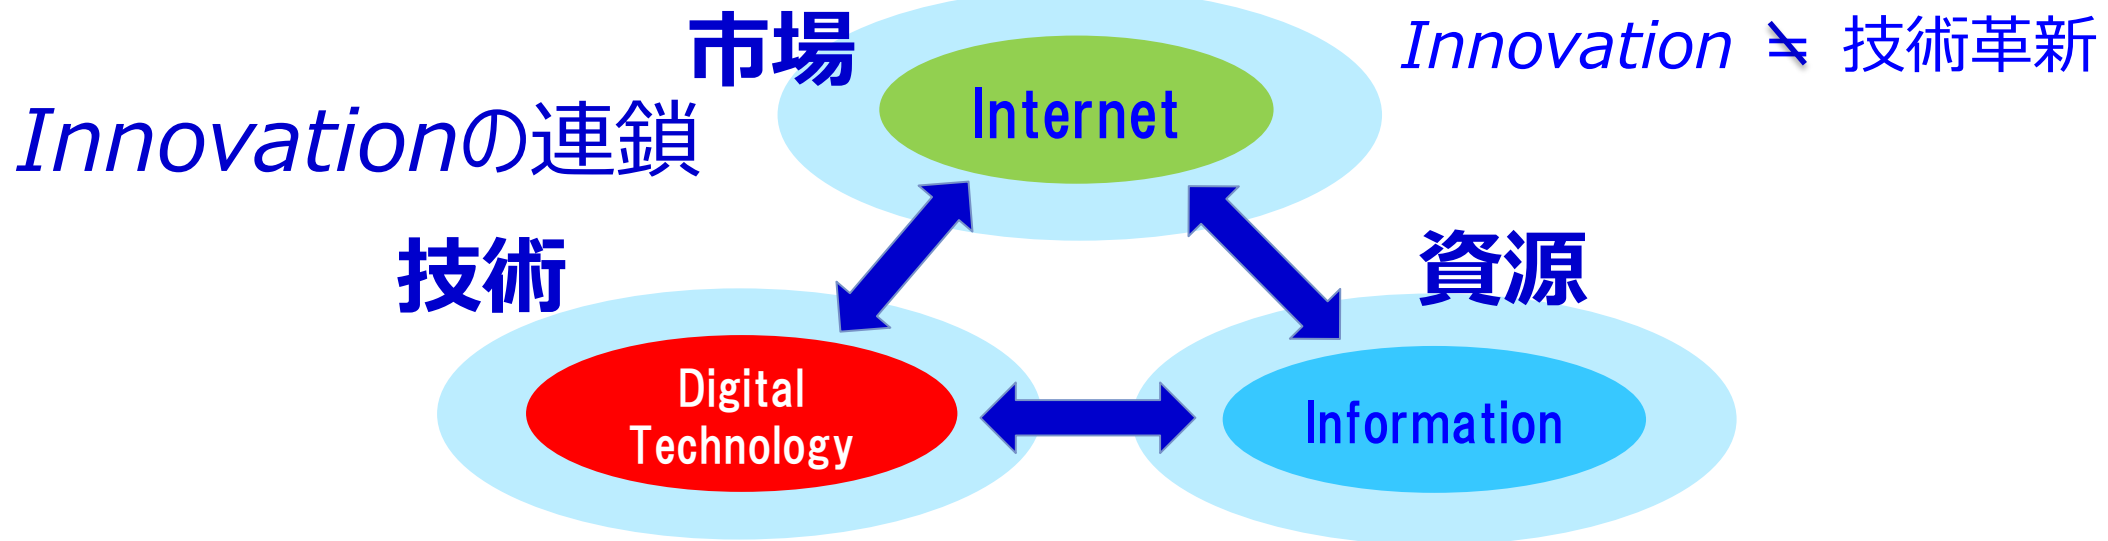 市場
Innovation ≠ 技術革新
Internet
Innovationの連鎖
技術
資源
Digital
Technology
Information